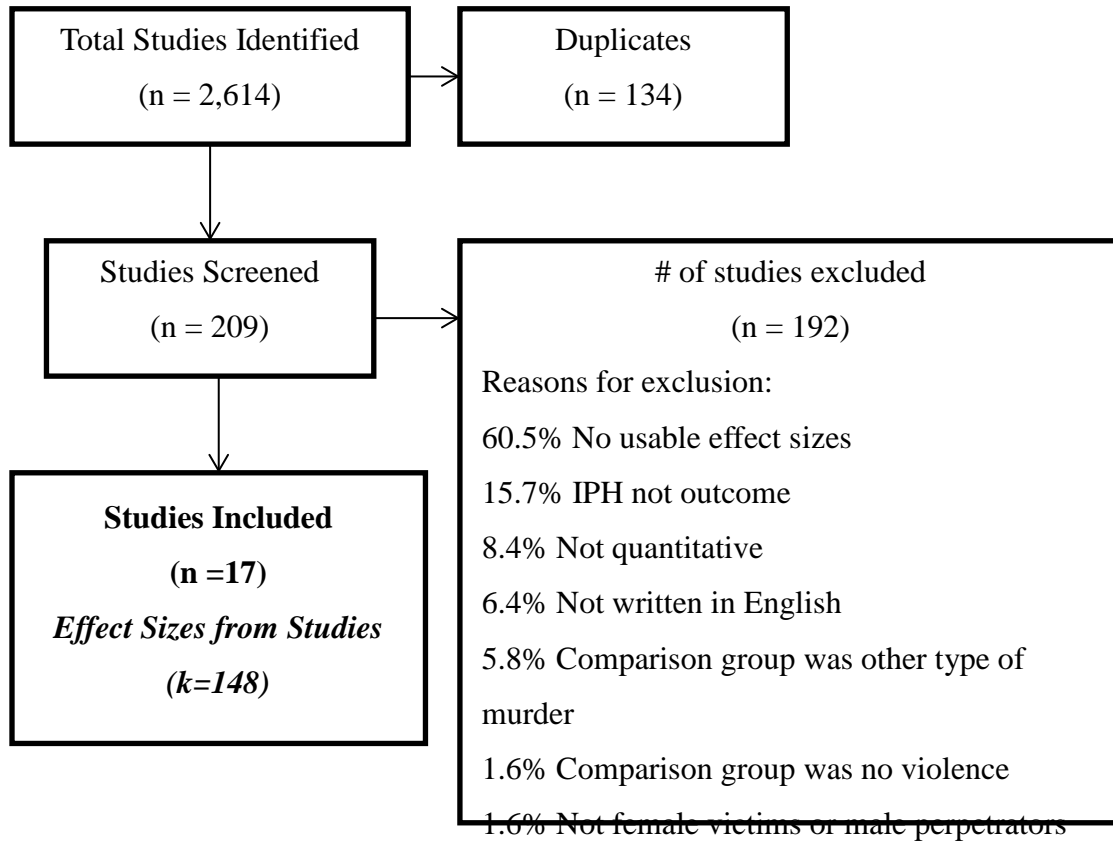 Total Studies Identified
(n = 2,614)
Duplicates
(n = 134)
Studies Screened
(n = 209)
# of studies excluded
(n = 192)
Reasons for exclusion:
60.5% No usable effect sizes
15.7% IPH not outcome
8.4% Not quantitative
6.4% Not written in English
5.8% Comparison group was other type of
murder
1.6% Comparison group was no violence
1.6% Not female victims or male perpetrators
Studies Included
(n =17)
Effect Sizes from Studies
(k=148)